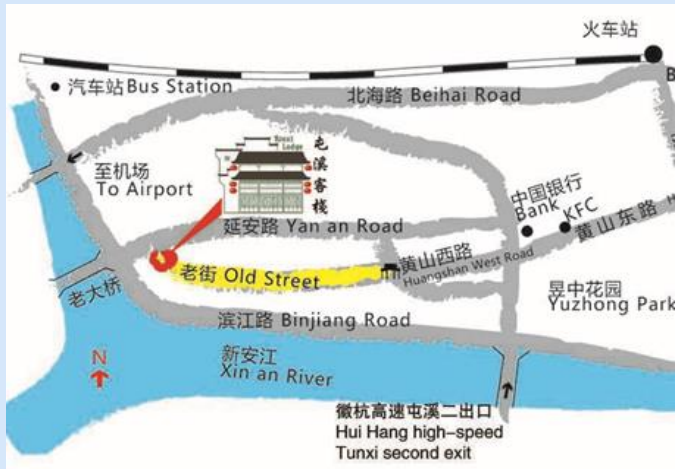 火车站
汽车站 Bus Station
北海路 Beihai Road
至机场
To Airport
屯溪客栈
延安路 Yan an Road
中国银行
Bank
KFC
黄山东路
黄山西路
Huangshan West Road
老街 Old Street
老大桥
滨江路 Binjiang Road
昱中花园
Yuzhong Park
新安江
Xin an River
N
徽杭高速屯溪二出口
Hui Hang high-speed
Tunxi second exit